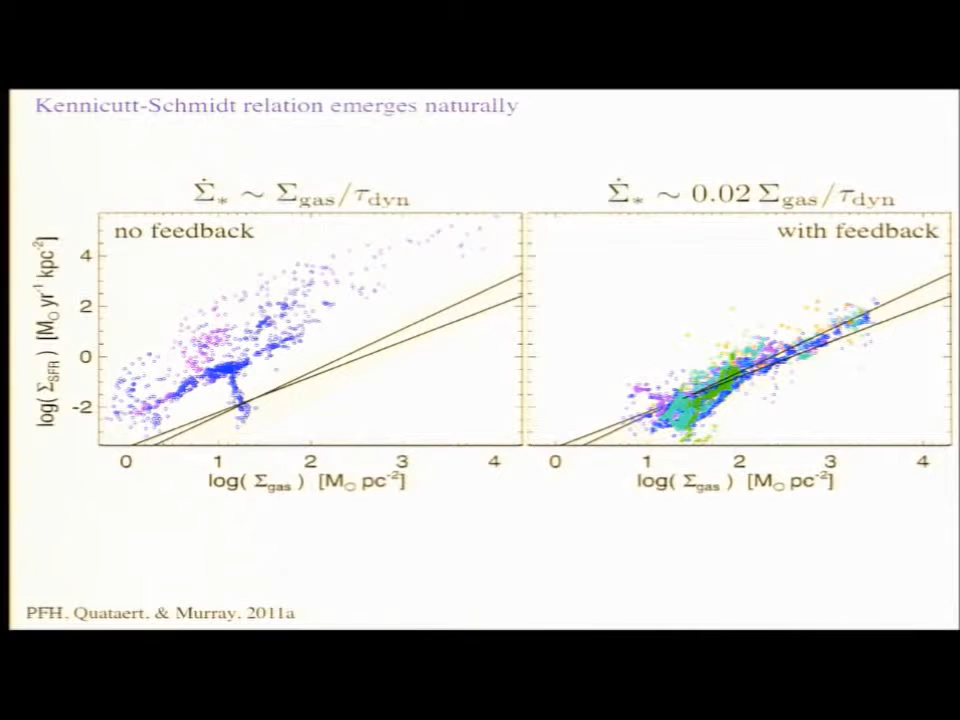 Kennicutt-Schmidt relation emerges naturally
Σ̇* ~ Σgas/τdyn
Σ̇* ~ 0.02 Σgas/τdyn
no feedback
with feedback
log( ΣSFR ) [M⊙ yr-1 kpc-2]
4
2
0
-2
0 1 2 3 4
0 1 2 3 4
log( Σgas ) [M⊙ pc-2]
log( Σgas ) [M⊙ pc-2]
PFH, Quataert, & Murray, 2011a